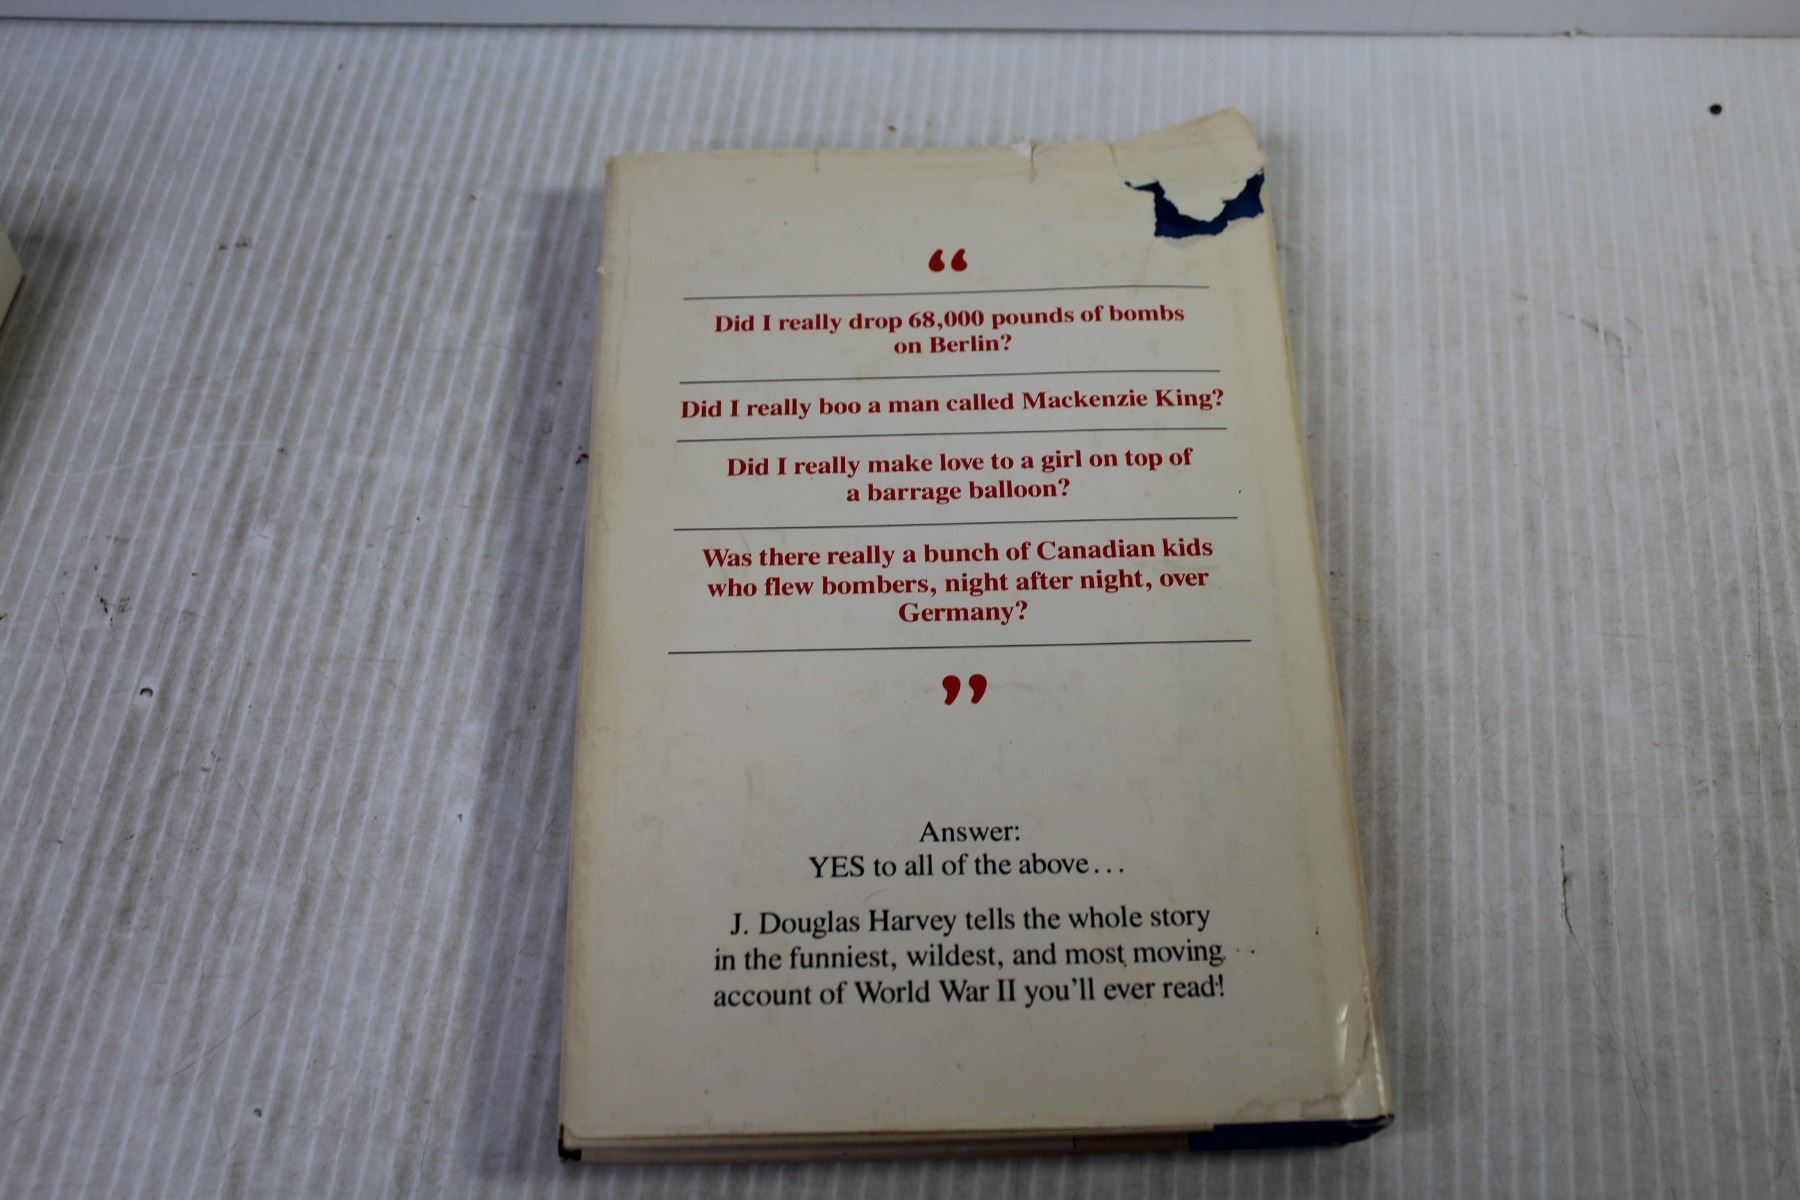 “
Did I really drop 68,000 pounds of bombs
on Berlin?
Did I really boo a man called Mackenzie King?
Did I really make love to a girl on top of
a barrage balloon?
Was there really a bunch of Canadian kids
who flew bombers, night after night, over
Germany?
”
Answer:
YES to all of the above...
J. Douglas Harvey tells the whole story
in the funniest, wildest, and most moving
account of World War II you'll ever read!